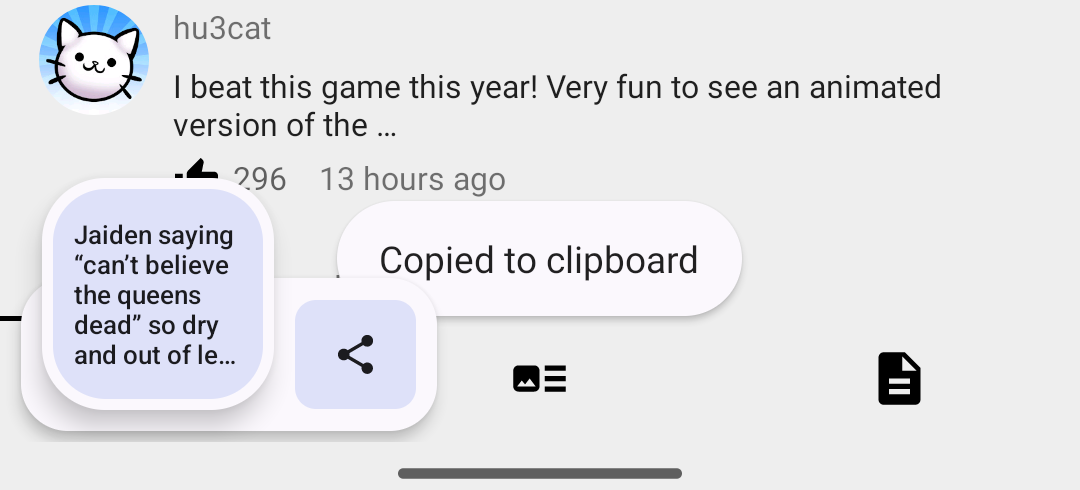 hu3cat
I beat this game this year! Very fun to see an animated
version of the …
296 13 hours ago
Jaiden saying
“can’t believe
the queens
dead” so dry
and out of le…
Copied to clipboard